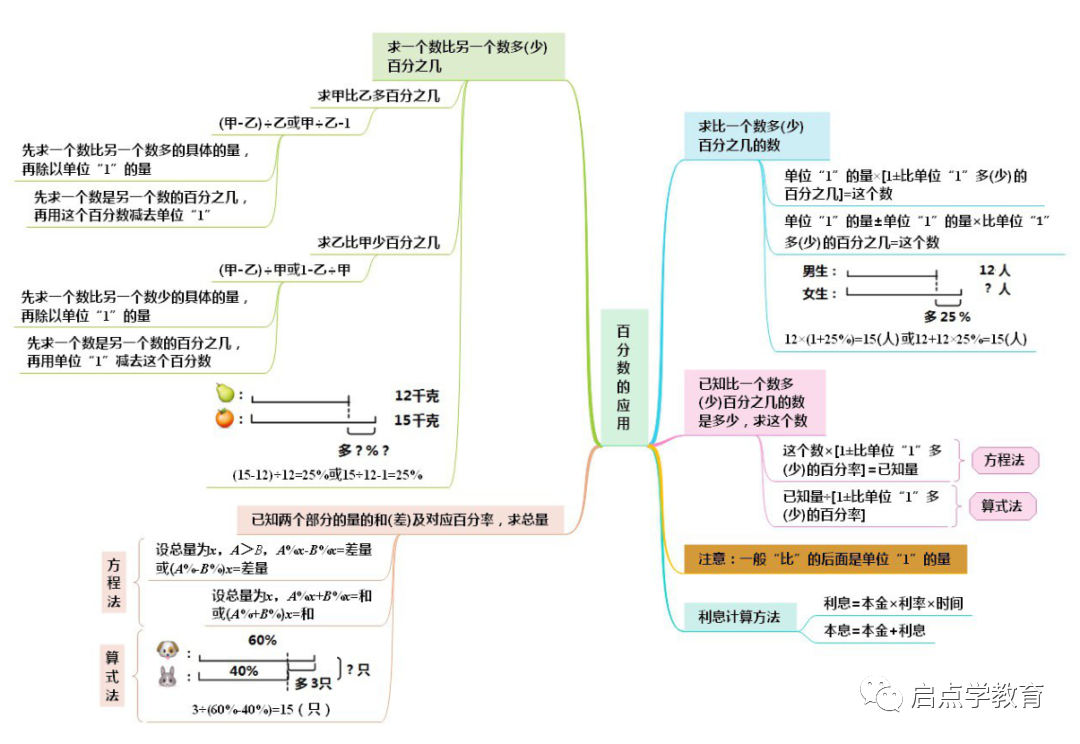 求一个数比另一个数多(少)
百分之几
求甲比乙多百分之几
(甲-乙)÷乙或甲÷乙-1
先求一个数比另一个数多的具体的量，
再除以单位“1”的量
先求一个数是另一个数的百分之几，
再用这个百分数减去单位“1”
求乙比甲少百分之几
(甲-乙)÷甲或1-乙÷甲
先求一个数比另一个数少的具体的量，
再除以单位“1”的量
先求一个数是另一个数的百分之几，
再用单位“1”减去这个百分数
： 12千克
： 15千克
多？%？
(15-12)÷12=25%或15÷12-1=25%
已知两个部分的量的和(差)及对应百分率，求总量
方程法
设总量为x，A＞B，A%x-B%x=差量
或(A%-B%)x=差量
设总量为x，A%x+B%x=和
或(A%+B%)x=和
算式法
60%
：
： 40%
多3只
？只
3÷(60%-40%)=15（只）
百分数的应用
求比一个数多(少)
百分之几的数
单位“1”的量×[1±比单位“1”多(少)的
百分之几]=这个数
单位“1”的量±单位“1”的量×比单位“1”
多(少)的百分之几=这个数
男生： 12人
女生： ？人
多25%
12×(1+25%)=15(人)或12+12×25%=15(人)
已知比一个数多
(少)百分之几的数
是多少，求这个数
这个数×[1±比单位“1”多
(少)的百分率]=已知量
方程法
已知量÷[1±比单位“1”多
(少)的百分率]
算式法
注意：一般“比”的后面是单位“1”的量
利息计算方法
利息=本金×利率×时间
本息=本金+利息
启点学教育